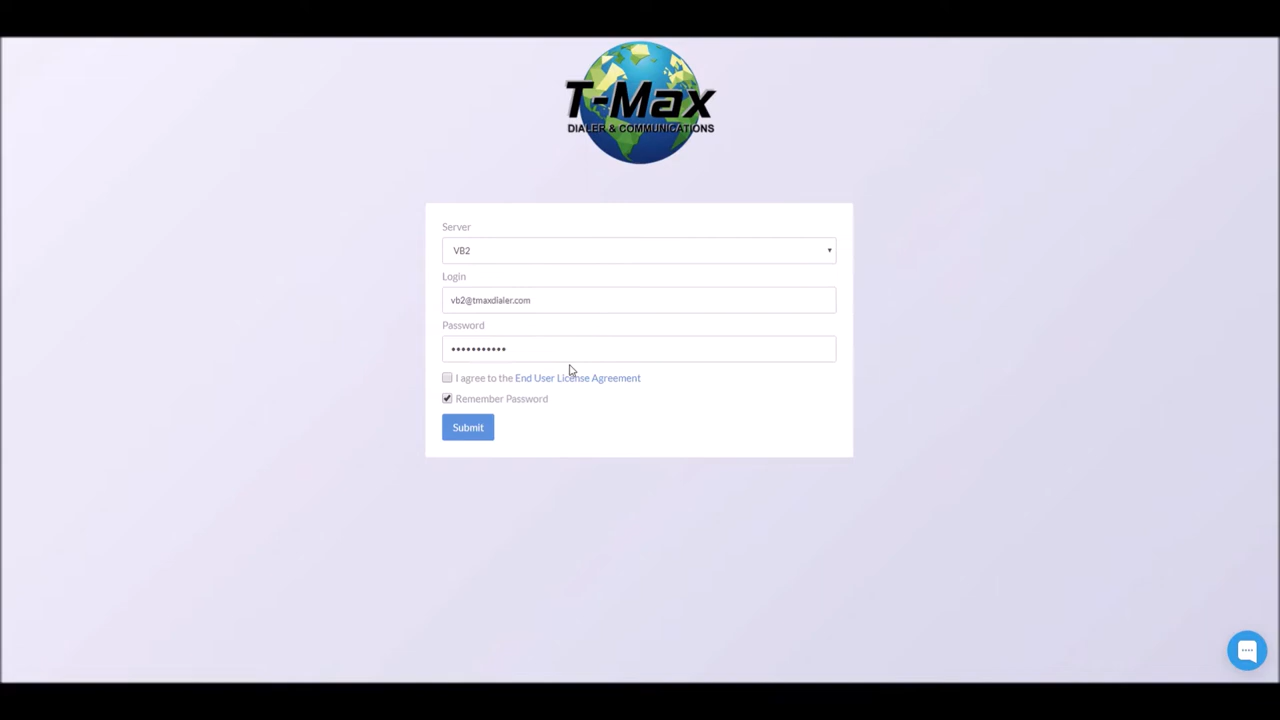 T-Max
DIALER & COMMUNICATIONS
Server
VB2
Login
vb2@tmaxdialer.com
Password
•••••••••••
I agree to the End User License Agreement
Remember Password
Submit